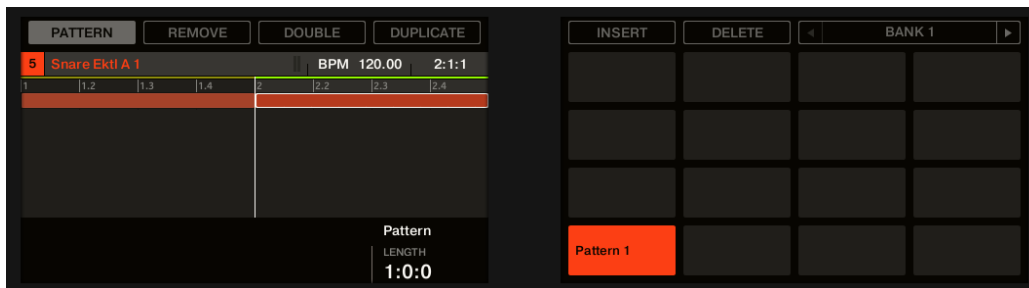 PATTERN REMOVE DOUBLE DUPLICATE
5 Snare Ektl A 1 BPM 120.00 2:1:1
1 1.2 1.3 1.4 2 2.2 2.3 2.4
Pattern
LENGTH
1:0:0
INSERT DELETE BANK 1
Pattern 1